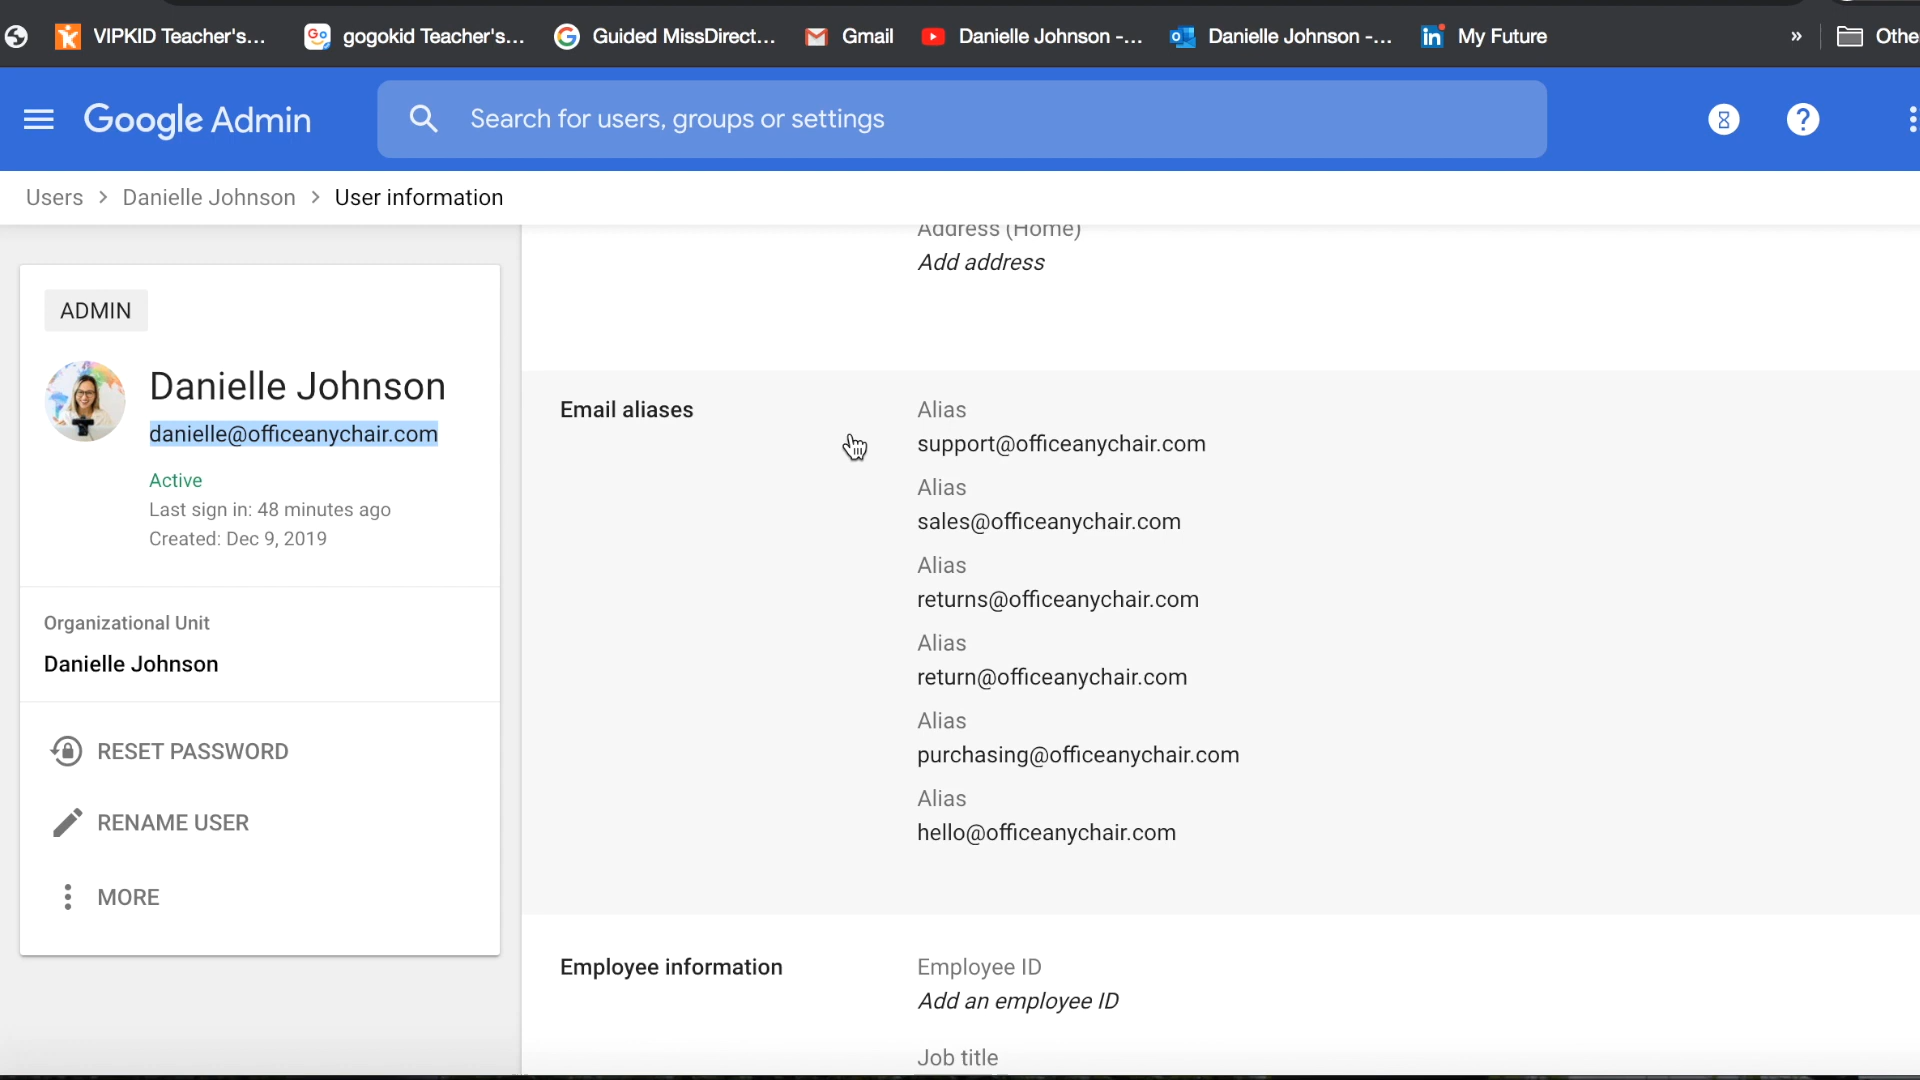 VIPKID Teacher's... gogokid Teacher's... Guided MissDirect... Gmail Danielle Johnson -... Danielle Johnson -... My Future » Othe
Google Admin Search for users, groups or settings
Users > Danielle Johnson > User information
ADMIN
Danielle Johnson
danielle@officeanychair.com
Active
Last sign in: 48 minutes ago
Created: Dec 9, 2019
Organizational Unit
Danielle Johnson
RESET PASSWORD
RENAME USER
MORE
Address (Home)
Add address
Email aliases
Alias
support@officeanychair.com
Alias
sales@officeanychair.com
Alias
returns@officeanychair.com
Alias
return@officeanychair.com
Alias
purchasing@officeanychair.com
Alias
hello@officeanychair.com
Employee information
Employee ID
Add an employee ID
Job title